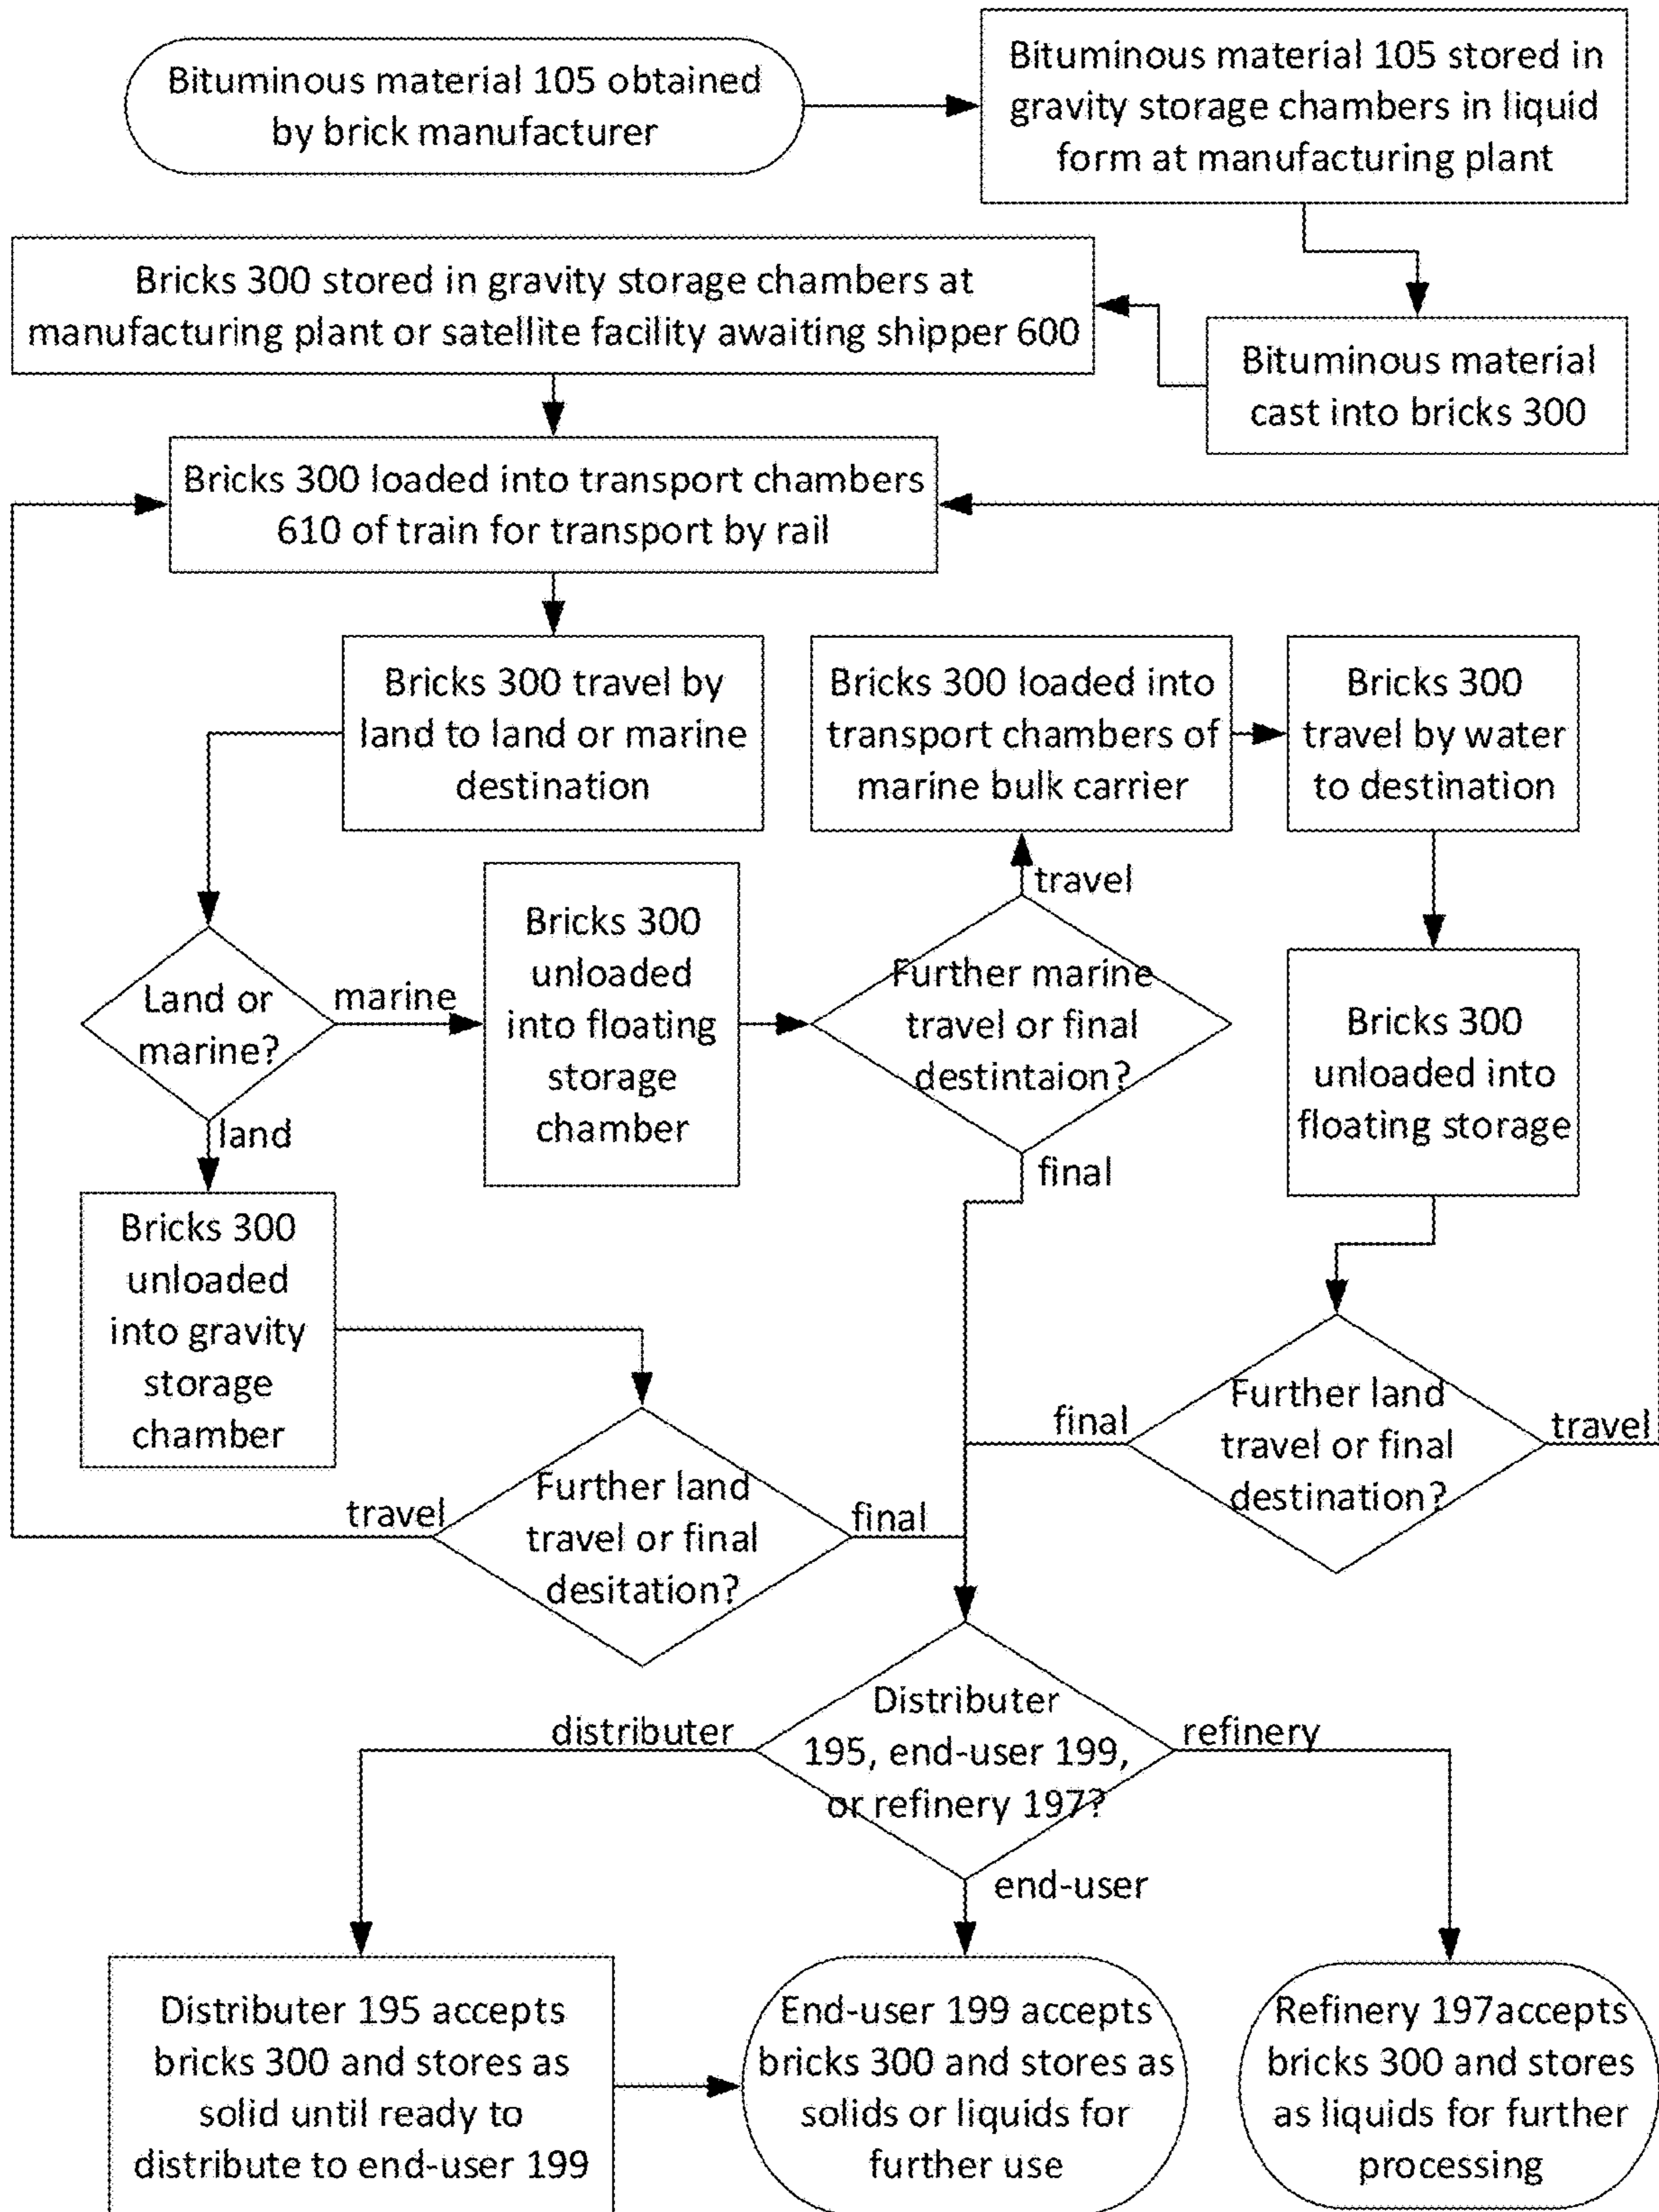 Bituminous material 105 obtained
by brick manufacturer
Bituminous material 105 stored in
gravity storage chambers in liquid
form at manufacturing plant
Bricks 300 stored in gravity storage chambers at
manufacturing plant or satellite facility awaiting shipper 600
Bituminous material
cast into bricks 300
Bricks 300 loaded into transport chambers
610 of train for transport by rail
Bricks 300 travel by
land to land or marine
destination
Bricks 300 loaded into
transport chambers of
marine bulk carrier
Bricks 300
travel by water
to destination
travel
Land or
marine?
marine
land
Bricks 300
unloaded
into floating
storage
chamber
Further marine
travel or final
destintaion?
final
Bricks 300
unloaded into
floating storage
Bricks 300
unloaded
into gravity
storage
chamber
Further land
travel or final
destination?
final
travel
Further land
travel or final
desitation?
travel
final
Distributer
195, end-user 199,
or refinery 197?
distributer
refinery
end-user
Distributer 195 accepts
bricks 300 and stores as
solid until ready to
distribute to end-user 199
End-user 199 accepts
bricks 300 and stores as
solids or liquids for
further use
Refinery 197accepts
bricks 300 and stores
as liquids for further
processing